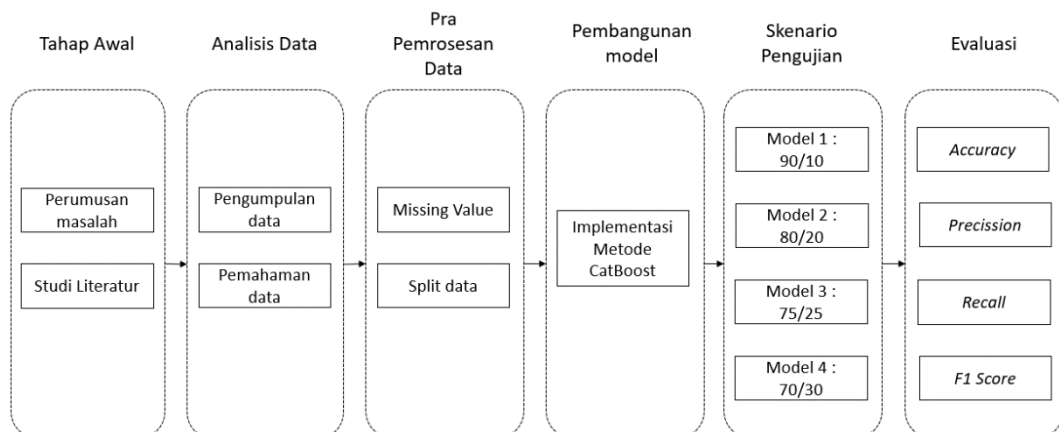 Tahap Awal
Analisis Data
Pra
Pemrosesan
Data
Pembangunan
model
Skenario
Pengujian
Evaluasi
Perumusan
masalah
Studi Literatur
Pengumpulan
data
Pemahaman
data
Missing Value
Split data
Implementasi
Metode
CatBoost
Model 1 :
90/10
Model 2 :
80/20
Model 3 :
75/25
Model 4 :
70/30
Accuracy
Precission
Recall
F1 Score